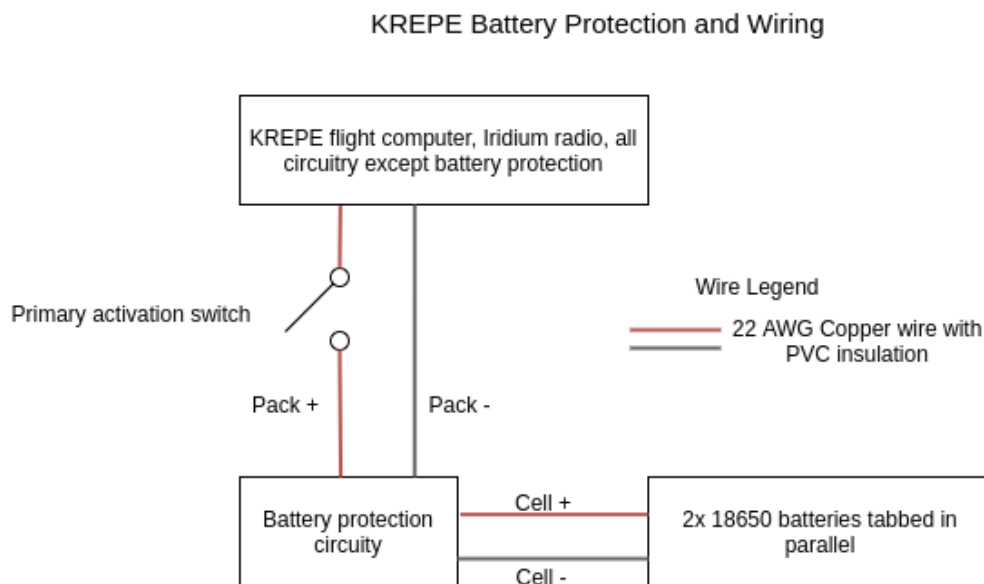 KREPE Battery Protection and Wiring
KREPE flight computer, Iridium radio, all
circuitry except battery protection
Primary activation switch
Wire Legend
22 AWG Copper wire with
PVC insulation
Pack +
Pack -
Battery protection
circuity
Cell +
Cell -
2x 18650 batteries tabbed in
parallel